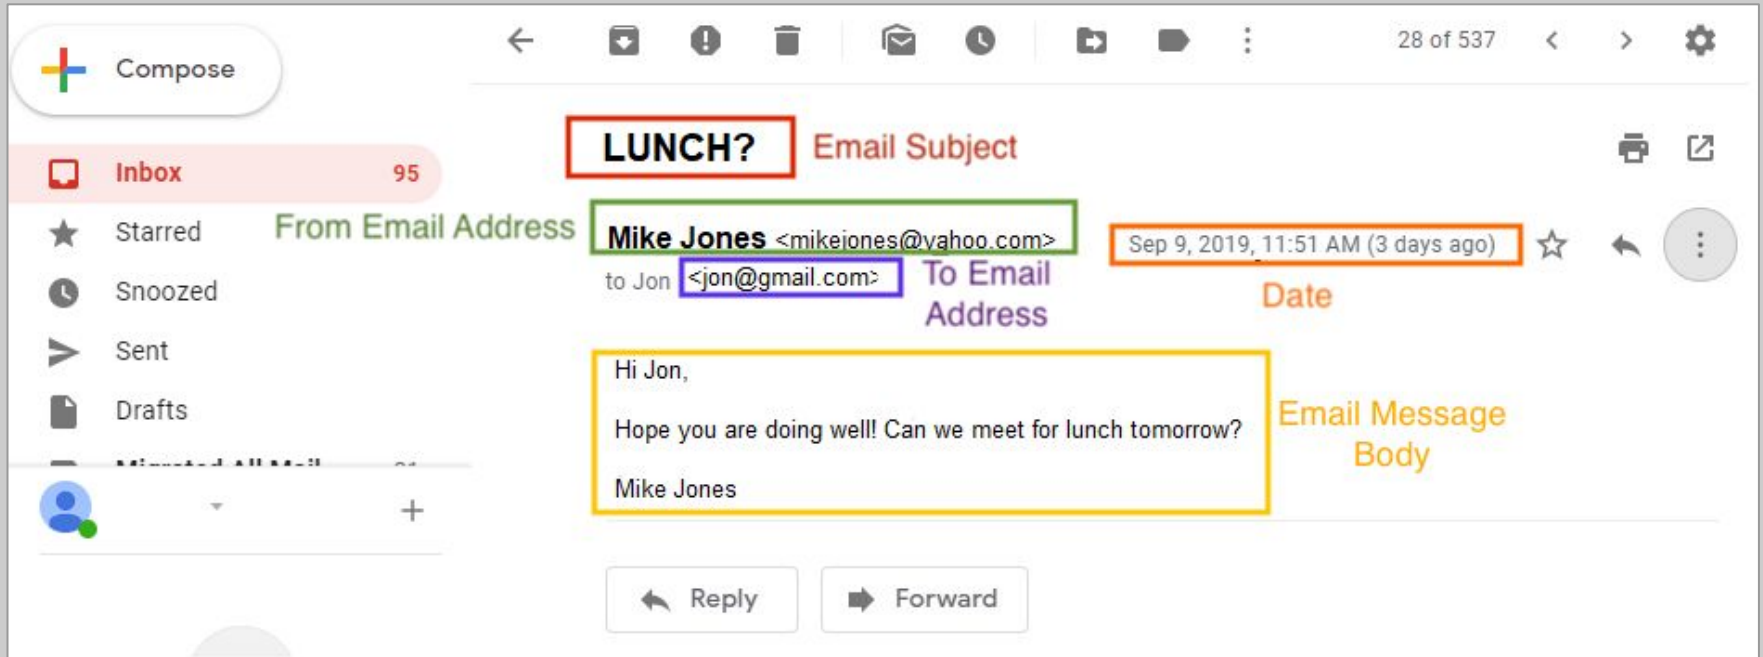 28 of 537
Compose
LUNCH?
Email Subject
Inbox 95
Starred
From Email Address
Mike Jones <mikejones@yahoo.com>
Sep 9, 2019, 11:51 AM (3 days ago)
to Jon <jon@gmail.com>
To Email
Address
Date
Snoozed
Sent
Drafts
Migrated All Mail
Hi Jon,
Hope you are doing well! Can we meet for lunch tomorrow?
Mike Jones
Email Message
Body
Reply
Forward